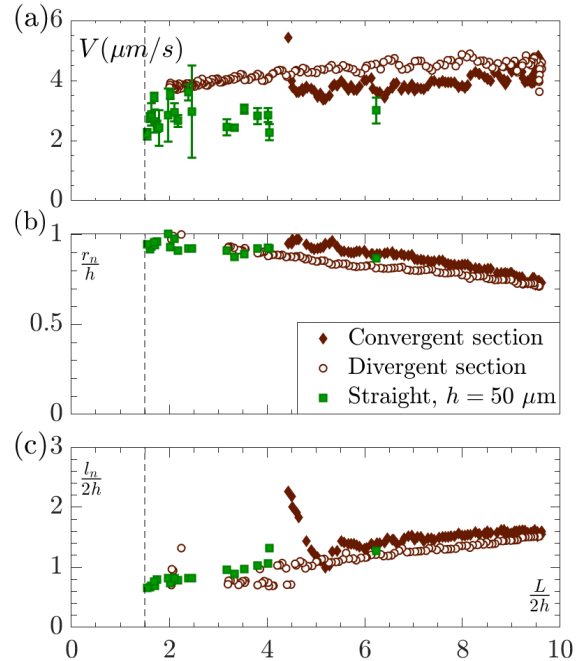 (a)
6
V(μm/s)
4
2
0
(b)
1
r_n/h
0.5
0
Convergent section
Divergent section
Straight, h = 50 μm
(c)
3
l_n/2h
2
1
0
L/2h
0 2 4 6 8 10